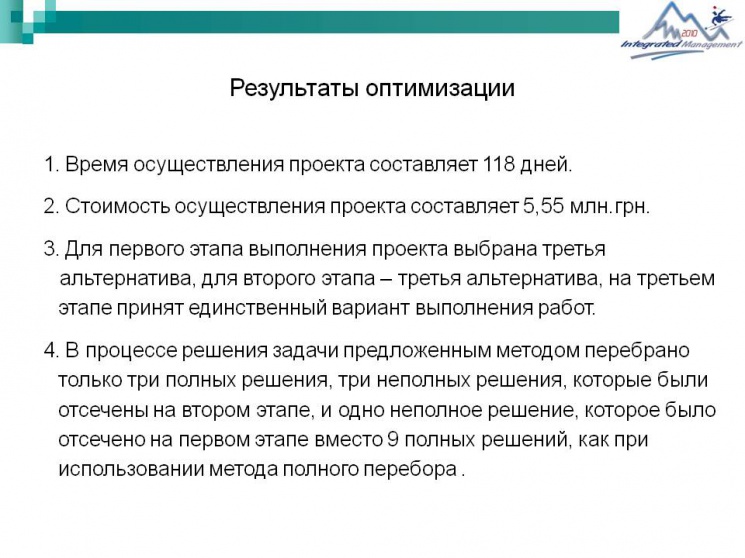 2010
Integrated Management
Результаты оптимизации
1. Время осуществления проекта составляет 118 дней.
2. Стоимость осуществления проекта составляет 5,55 млн.грн.
3. Для первого этапа выполнения проекта выбрана третья
альтернатива, для второго этапа – третья альтернатива, на третьем
этапе принят единственный вариант выполнения работ.
4. В процессе решения задачи предложенным методом перебрано
только три полных решения, три неполных решения, которые были
отсечены на втором этапе, и одно неполное решение, которое было
отсечено на первом этапе вместо 9 полных решений, как при
использовании метода полного перебора .